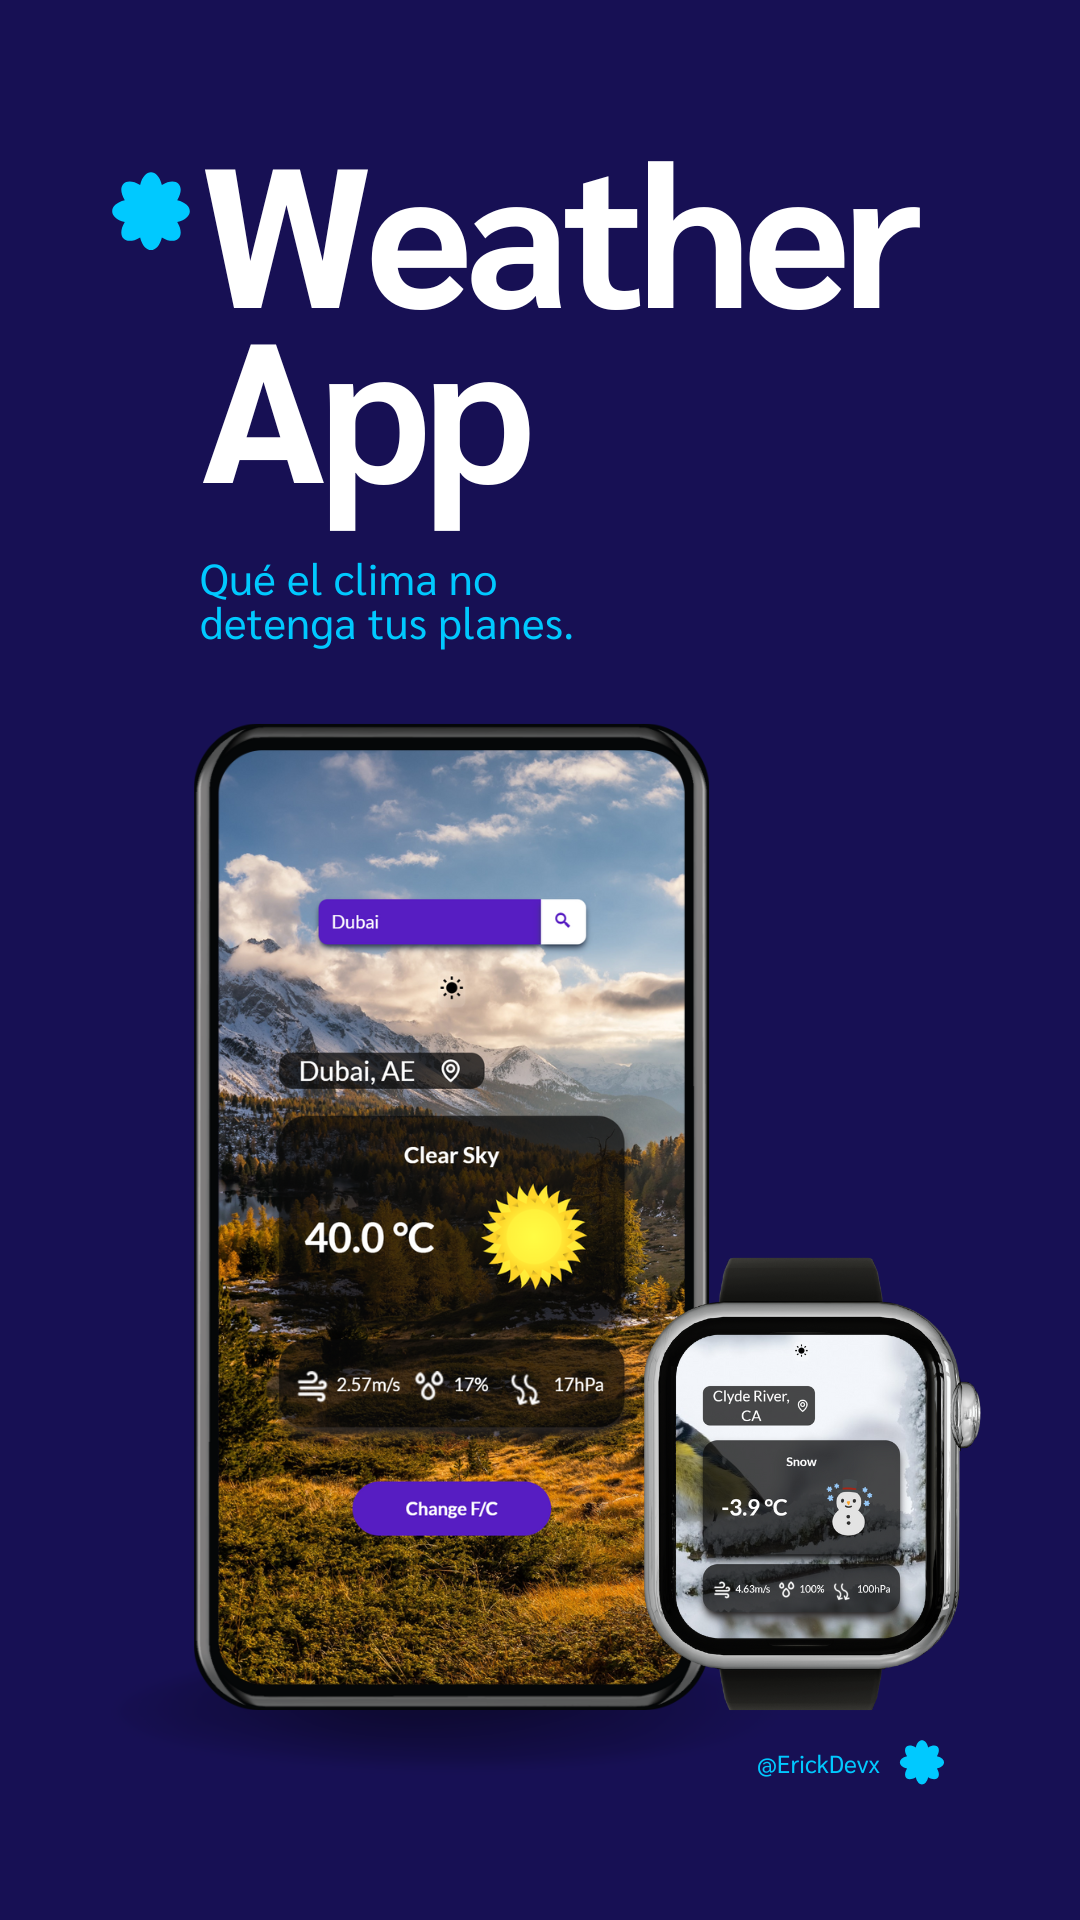 Weather
App
Qué el clima no
detenga tus planes.
Dubai
Dubai, AE
Clear Sky
40.0 °C
2.57m/s 17% 17hPa
Change F/C
Clyde River,
CA
Snow
-3.9 °C
4.63m/s 100% 100hPa
@ErickDevx